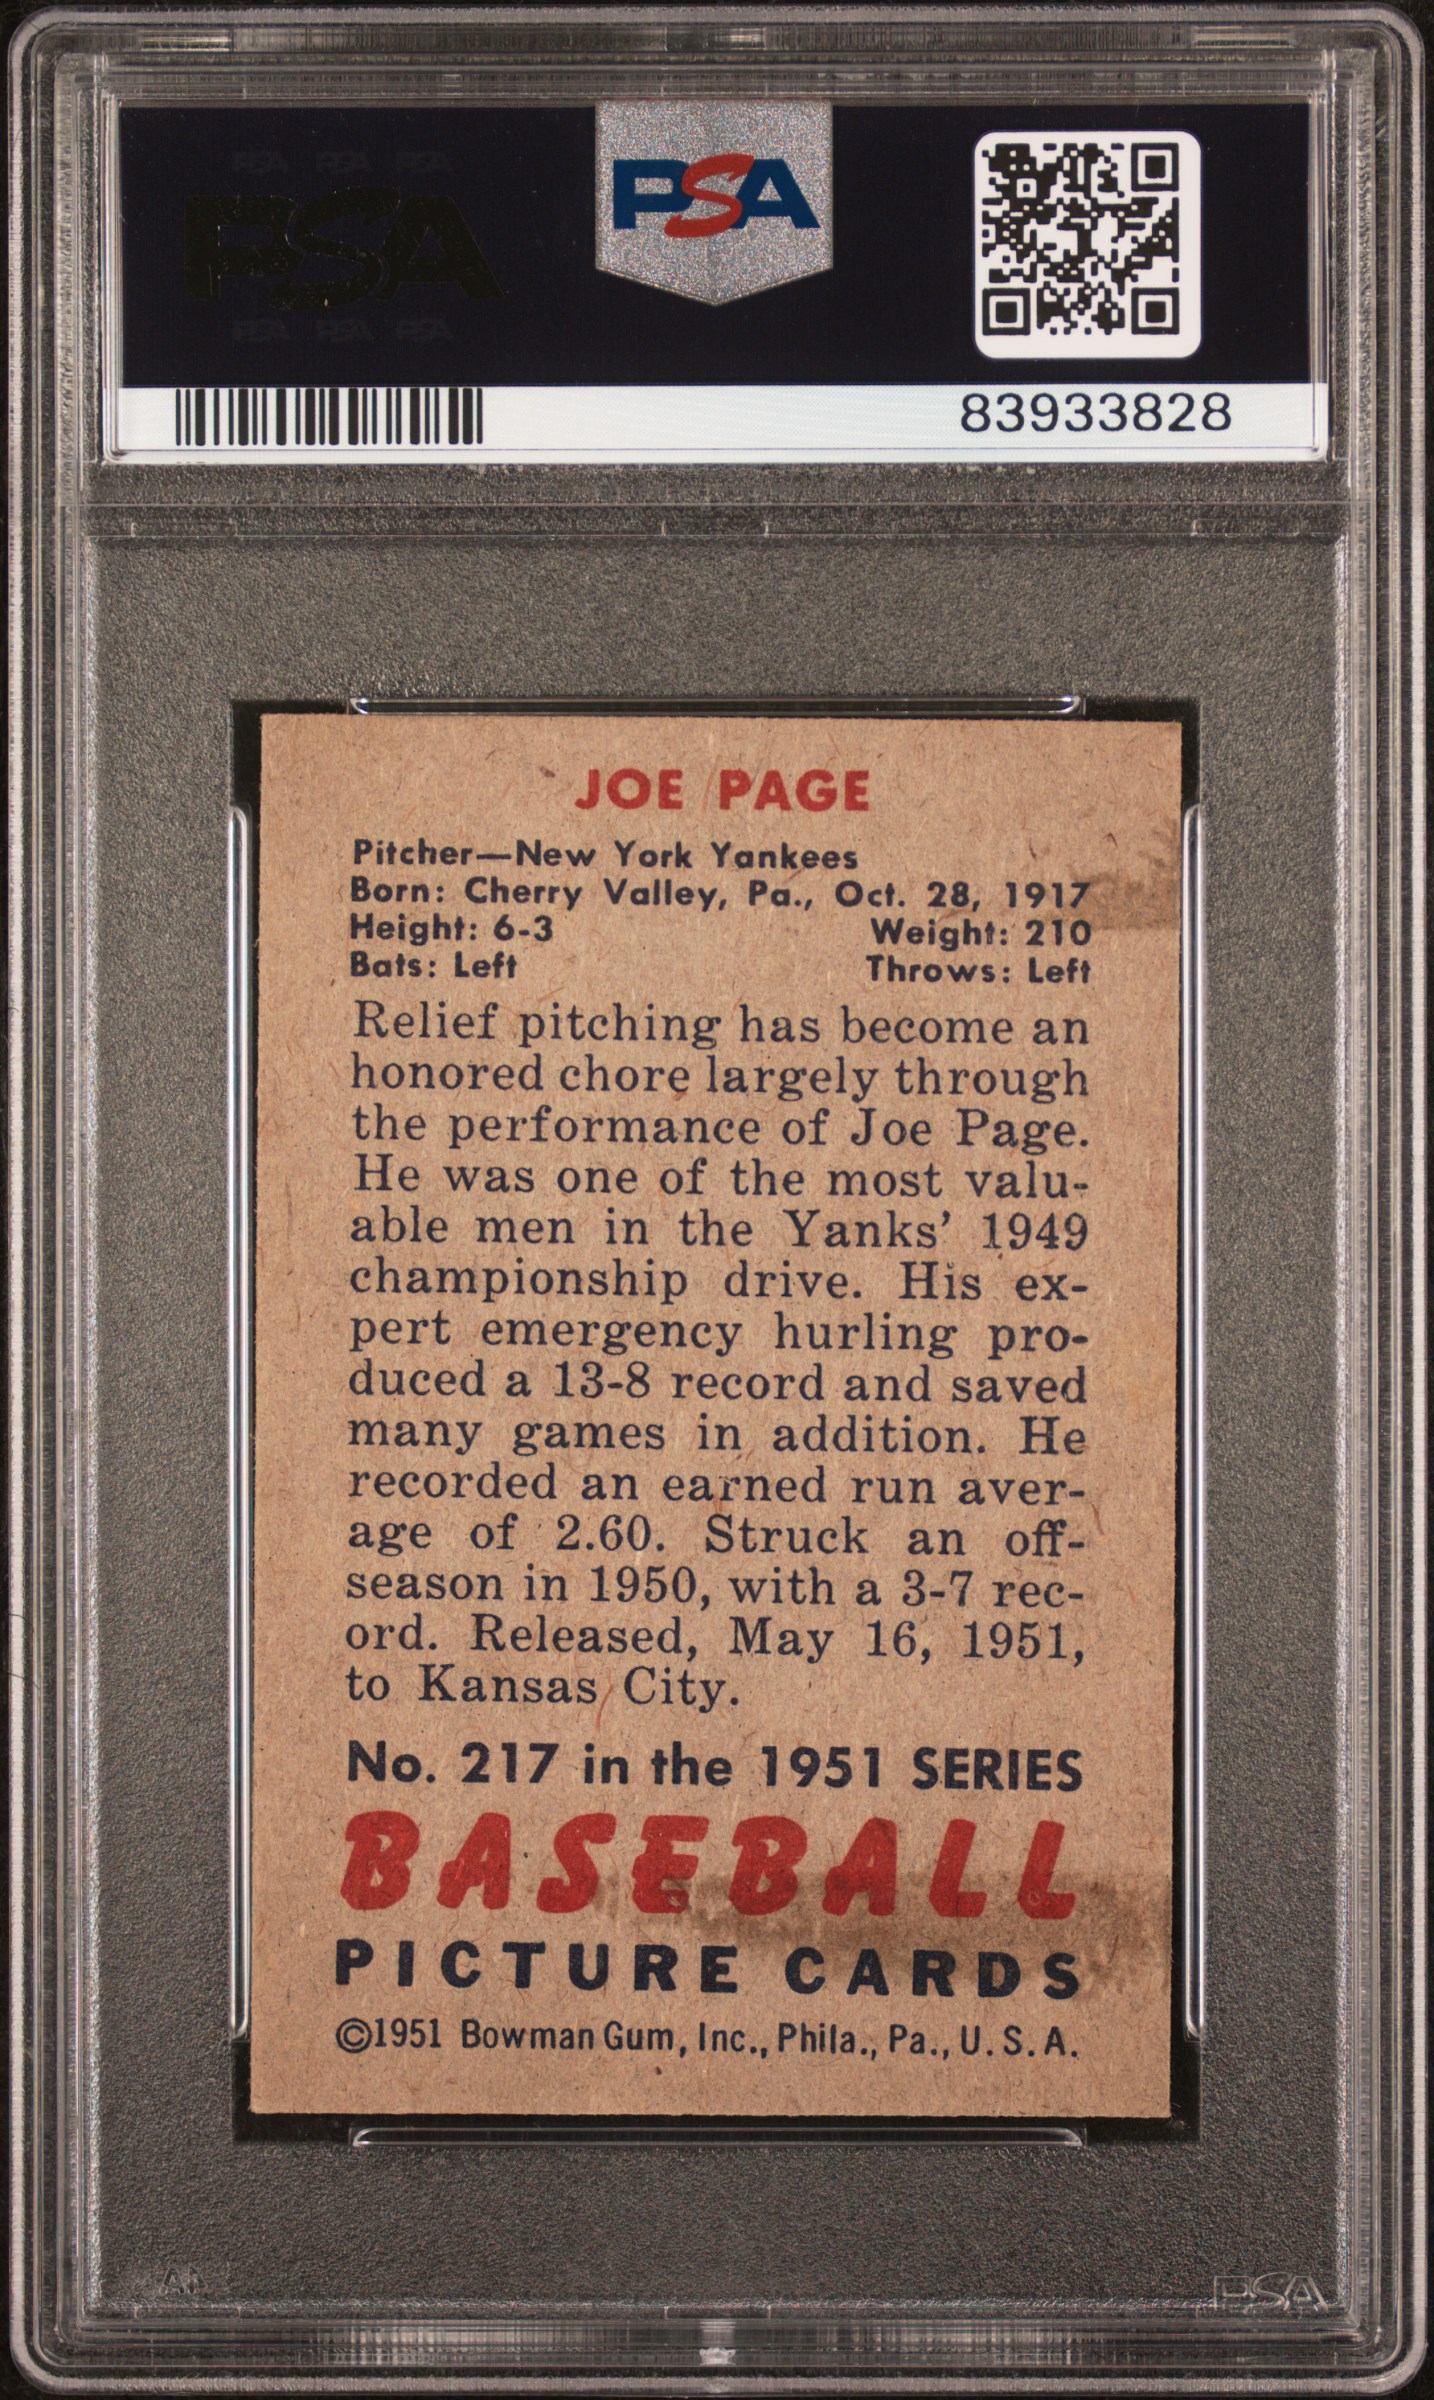 PSA PSA PSA
PSA
PSA
PSA PSA PSA
83933828
JOE PAGE
Pitcher—New York Yankees
Born: Cherry Valley, Pa., Oct. 28, 1917
Height: 6-3 Weight: 210
Bats: Left Throws: Left
Relief pitching has become an
honored chore largely through
the performance of Joe Page.
He was one of the most valu-
able men in the Yanks’ 1949
championship drive. His ex-
pert emergency hurling pro-
duced a 13-8 record and saved
many games in addition. He
recorded an earned run aver-
age of 2.60. Struck an off-
season in 1950, with a 3-7 rec-
ord. Released, May 16, 1951,
to Kansas City.
No. 217 in the 1951 SERIES
BASEBALL
PICTURE CARDS
©1951 Bowman Gum, Inc., Phila., Pa., U.S.A.
PSA